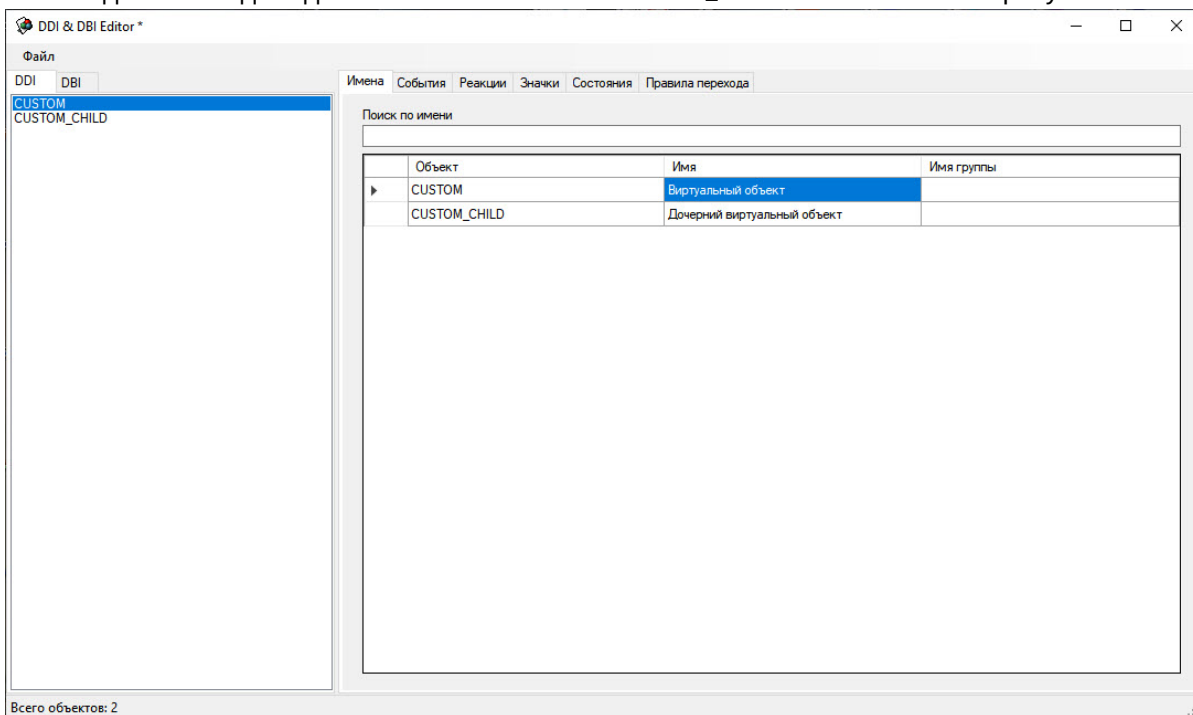 DDI & DBI Editor *
Файл
DDI DBI
Имена События Реакции Значки Состояния Правила перехода
CUSTOM
CUSTOM_CHILD
Поиск по имени
Объект Имя Имя группы
CUSTOM Виртуальный объект
CUSTOM_CHILD Дочерний виртуальный объект
Всего объектов: 2